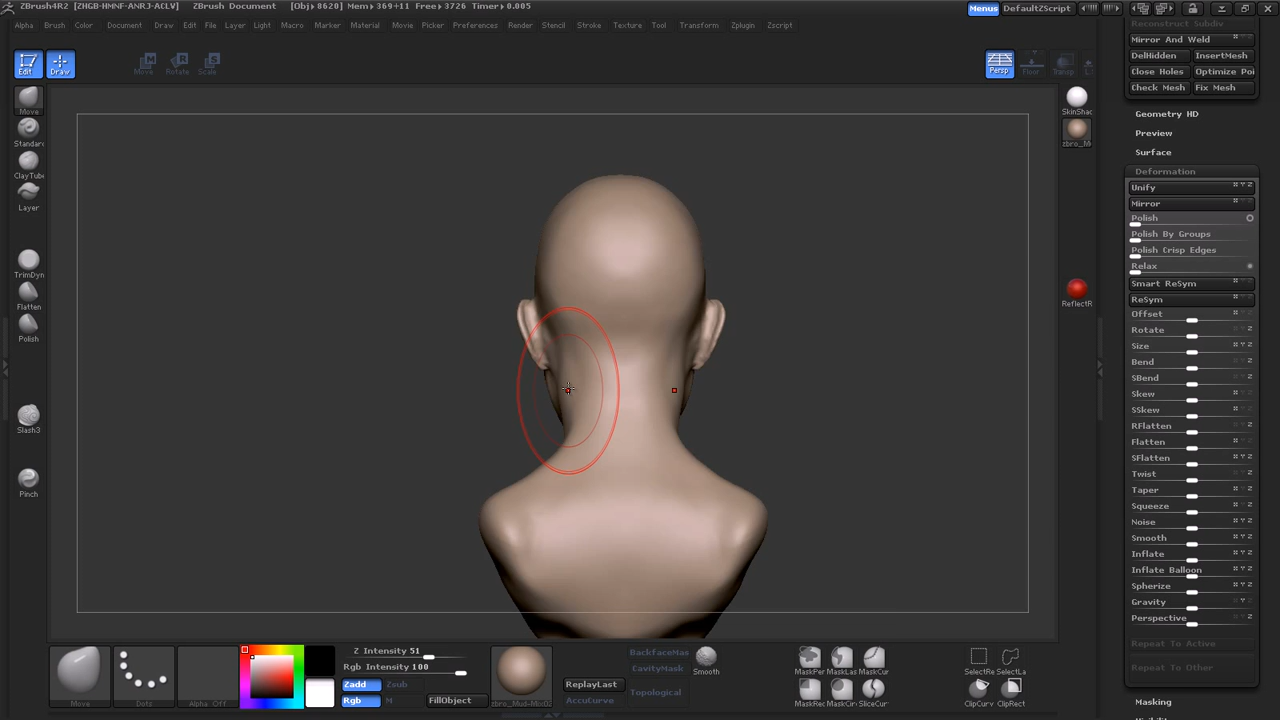 ZBrush4R2 [ZHGB-HMNF-ANRJ-ACLV] ZBrush Document [Obj▸8620] Mem▸369+11 Free▸3726 Timer▸0.005 Menus DefaultZScript
Alpha Brush Color Document Draw Edit File Layer Light Macro Marker Material Movie Picker Preferences Render Stencil Stroke Texture Tool Transform Zplugin Zscript
Edit Draw Move Rotate Scale Persp Floor Transp L
Move
Standar
ClayTube
Layer
TrimDyn
Flatten
Polish
Slash3
Pinch
SkinShac
zbro_Mu
ReflectR
Reconstruct Subdiv
Mirror And Weld
DelHidden InsertMesh
Close Holes Optimize Poi
Check Mesh Fix Mesh
Geometry HD
Preview
Surface
Deformation
Unify
Mirror
Polish
Polish By Groups
Polish Crisp Edges
Relax
Smart ReSym
ReSym
Offset
Rotate
Size
Bend
SBend
Skew
SSkew
RFlatten
Flatten
SFlatten
Twist
Taper
Squeeze
Noise
Smooth
Inflate
Inflate Balloon
Spherize
Gravity
Perspective
Repeat To Active
Repeat To Other
Masking
Move Dots Alpha Off
Z Intensity 51
Rgb Intensity 100
Zadd Zsub
Rgb M FillObject
zbro_Mud-Mix02
ReplayLast
AccuCurve
BackfaceMas
CavityMask
Topological
Smooth
MaskPer MaskLas MaskCur
MaskRec MaskCir SliceCur
SelectRe SelectLa
ClipCurv ClipRect